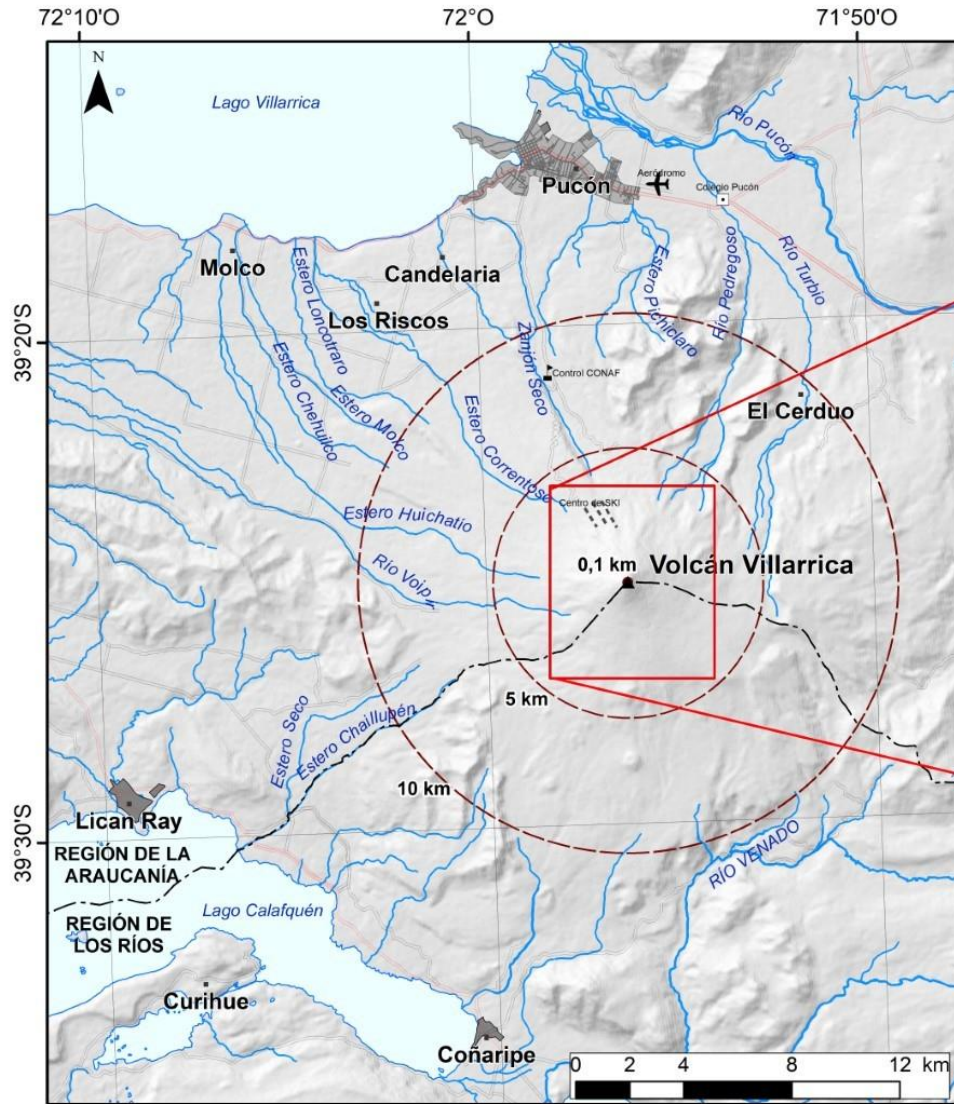 72°10'O
72°O
71°50'O
N
Lago Villarrica
Río Pucón
Pucón
Aeródromo
Colegio Pucón
Molco
Estero Loncotraro
Candelaria
Los Riscos
Estero Pichiclaro
Río Pedregoso
Río Turbio
39°20'S
Estero Chehuilco
Estero Molco
Zanjón Seco
Control CONAF
El Cerduo
Estero Correntoso
Centro de SKI
Estero Huichatio
0,1 km
Volcán Villarrica
Río Voipir
5 km
Estero Seco
Estero Chaillupén
10 km
Lican Ray
39°30'S
REGIÓN DE LA
ARAUCANÍA
RÍO VENADO
Lago Calafquén
REGIÓN DE
LOS RÍOS
Curihue
Coñaripe
0 2 4 8 12 km